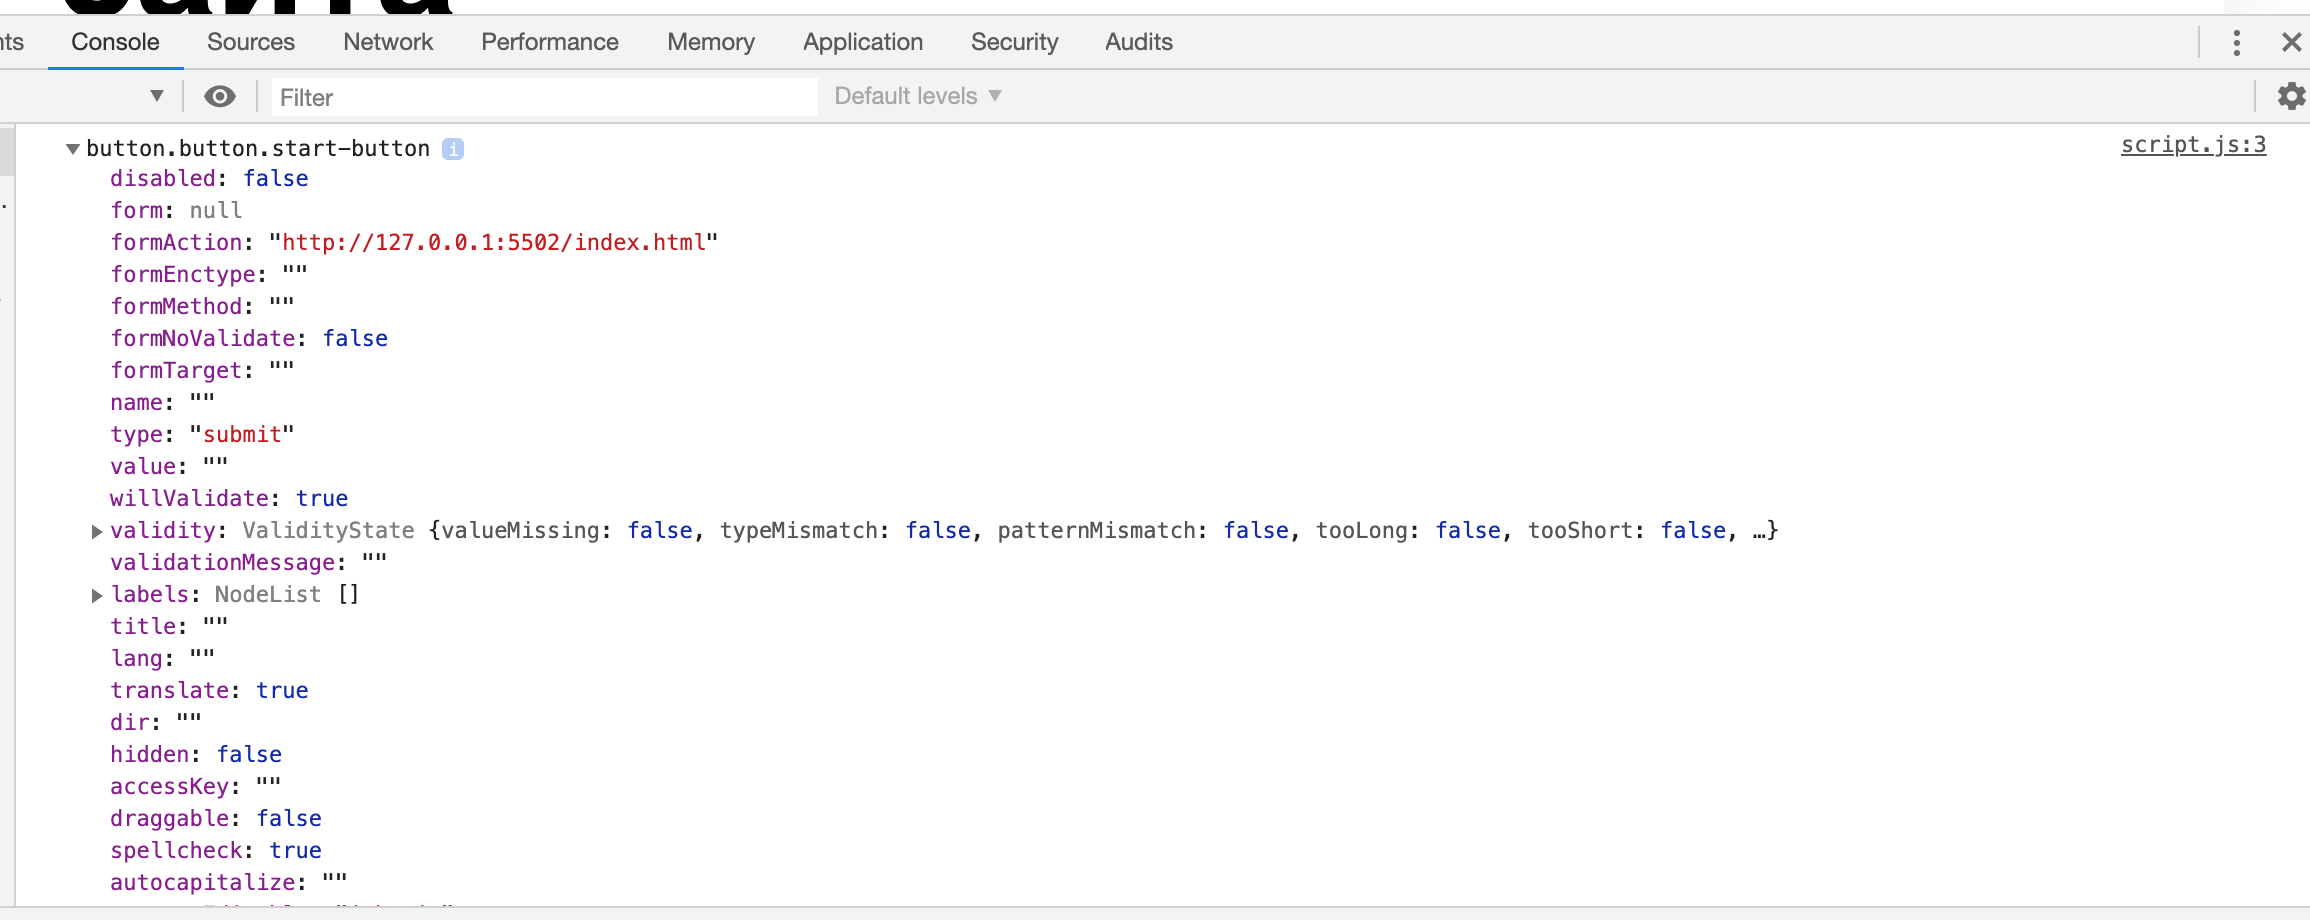 сайта
nts Console Sources Network Performance Memory Application Security Audits
Filter Default levels ▼
button.button.start-button i script.js:3
disabled: false
form: null
formAction: "http://127.0.0.1:5502/index.html"
formEnctype: ""
formMethod: ""
formNoValidate: false
formTarget: ""
name: ""
type: "submit"
value: ""
willValidate: true
validity: ValidityState {valueMissing: false, typeMismatch: false, patternMismatch: false, tooLong: false, tooShort: false, …}
validationMessage: ""
labels: NodeList []
title: ""
lang: ""
translate: true
dir: ""
hidden: false
accessKey: ""
draggable: false
spellcheck: true
autocapitalize: ""